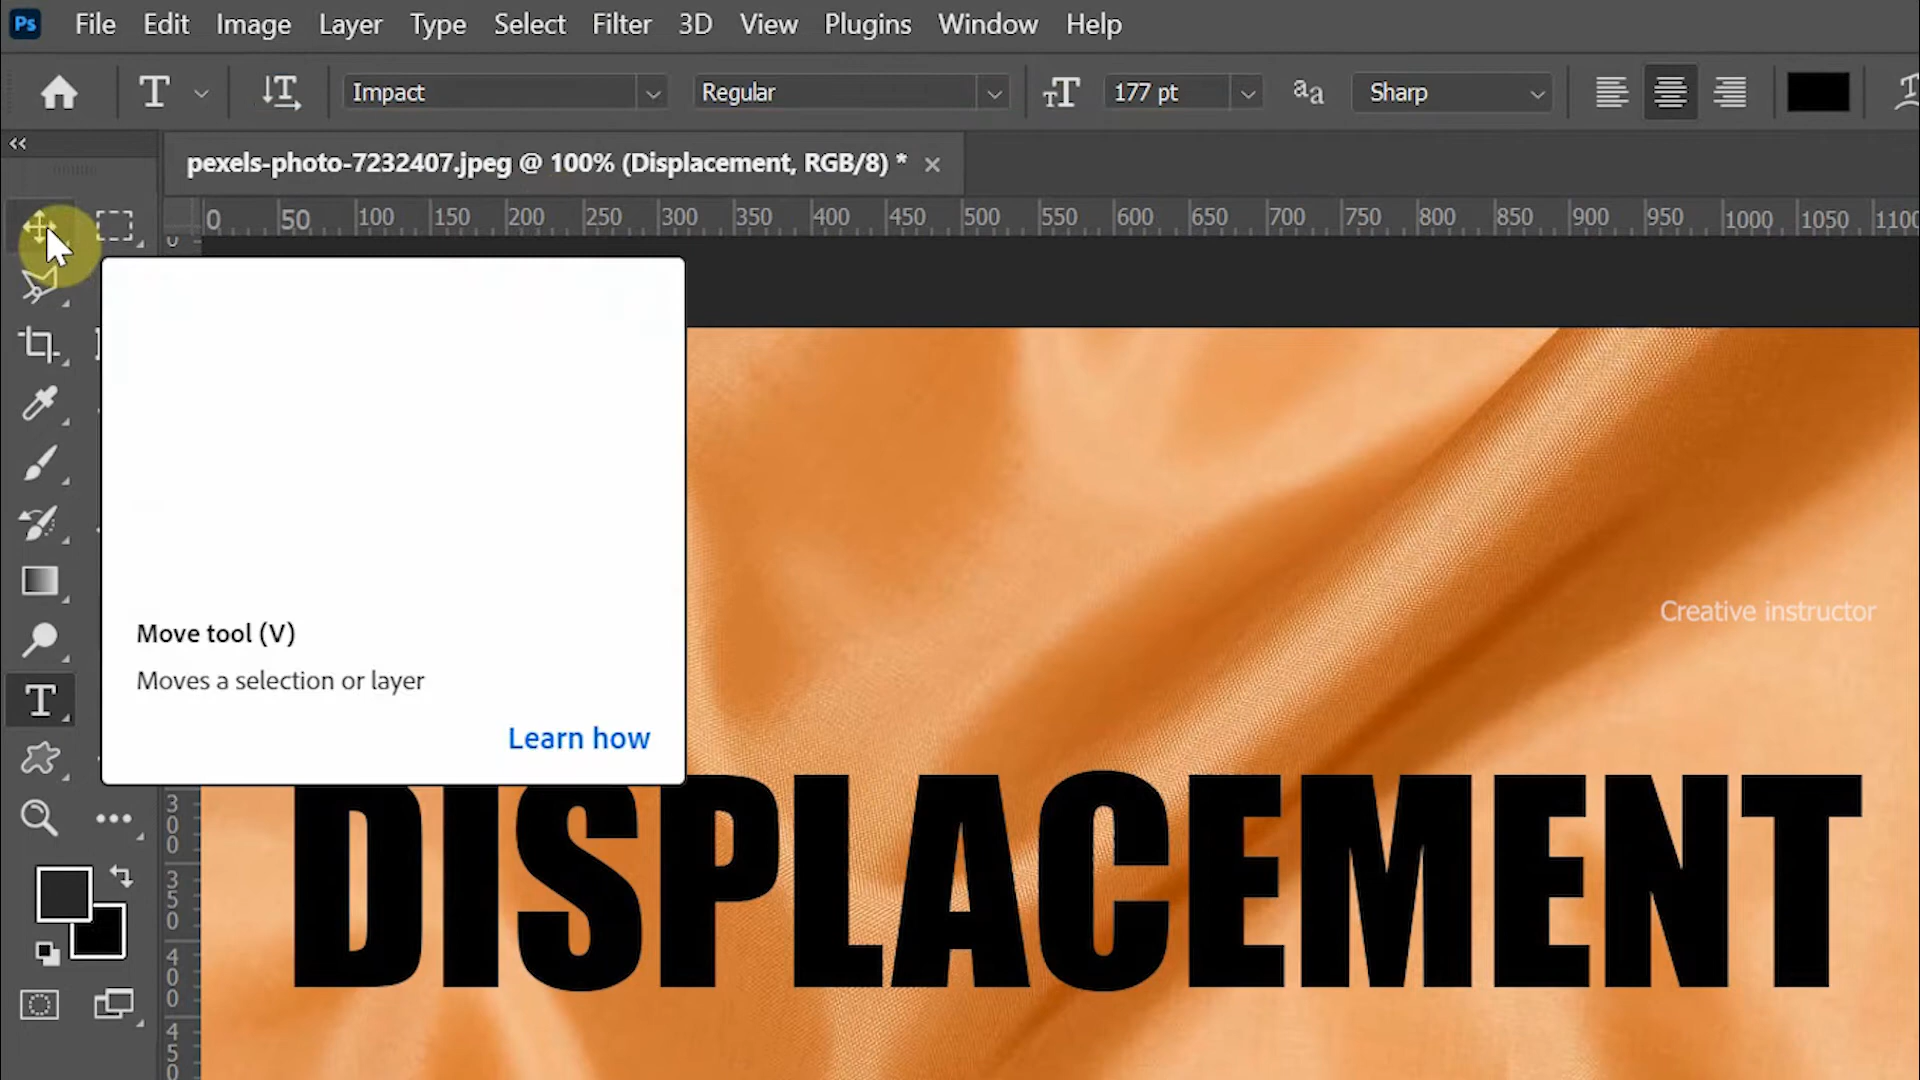 Ps File Edit Image Layer Type Select Filter 3D View Plugins Window Help
T Impact Regular 177 pt aa Sharp
pexels-photo-7232407.jpeg @ 100% (Displacement, RGB/8) *
0 50 100 150 200 250 300 350 400 450 500 550 600 650 700 750 800 850 900 950 1000 1050 1100
0
Creative instructor
Move tool (V)
Moves a selection or layer
Learn how
DISPLACEMENT
300
350
400
450